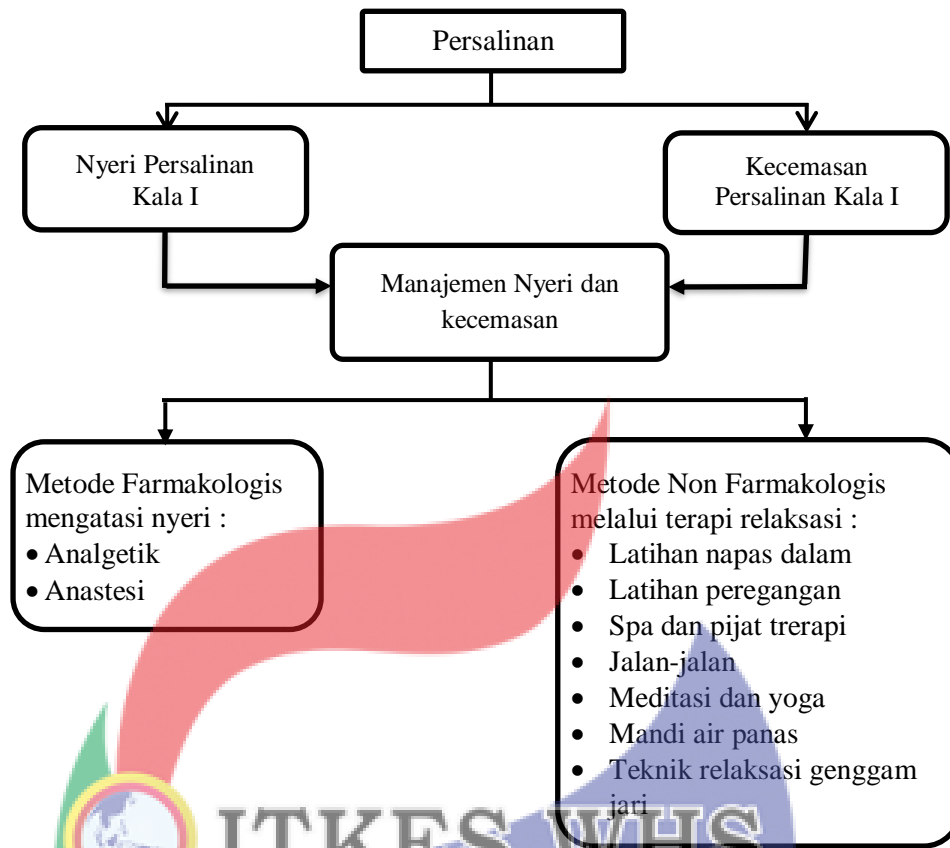 Persalinan
Nyeri Persalinan
Kala I
Kecemasan
Persalinan Kala I
Manajemen Nyeri dan
kecemasan
Metode Farmakologis
mengatasi nyeri :
• Analgetik
• Anastesi
Metode Non Farmakologis
melalui terapi relaksasi :
• Latihan napas dalam
• Latihan peregangan
• Spa dan pijat trerapi
• Jalan-jalan
• Meditasi dan yoga
• Mandi air panas
• Teknik relaksasi genggam
jari
ITKES WHS